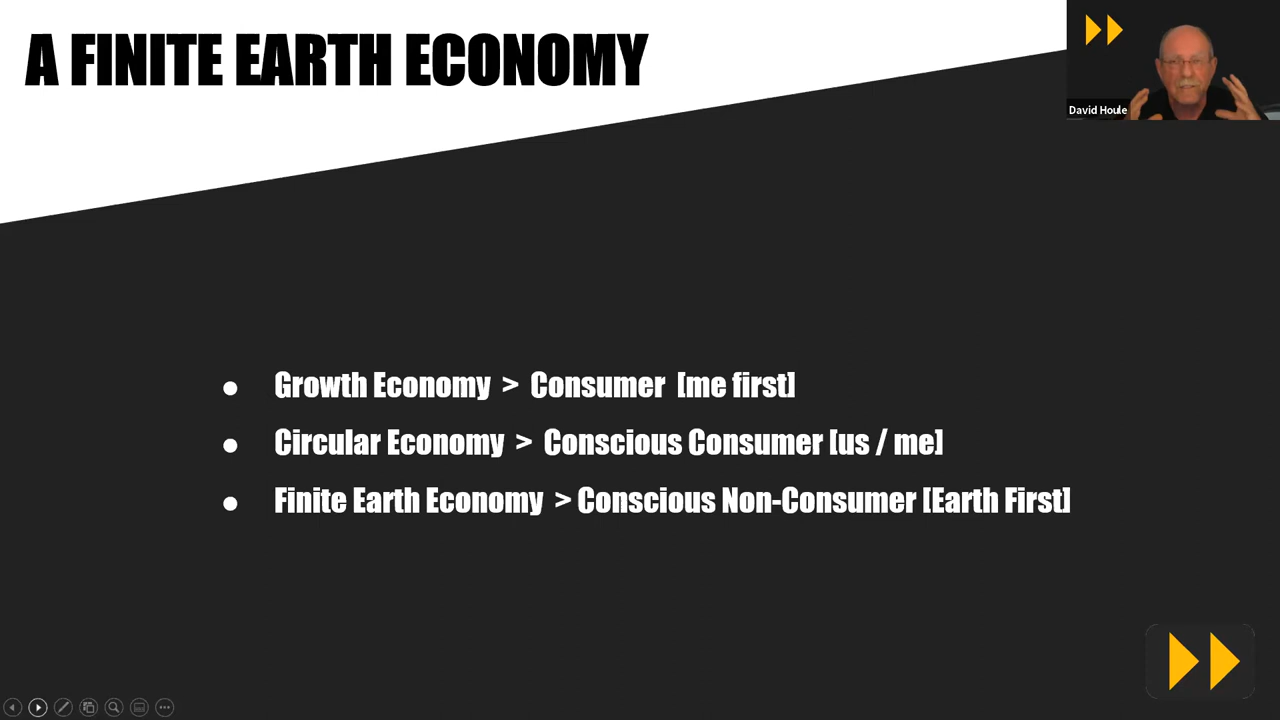 A FINITE EARTH ECONOMY
David Houle
● Growth Economy > Consumer [me first]
● Circular Economy > Conscious Consumer [us / me]
● Finite Earth Economy > Conscious Non-Consumer [Earth First]